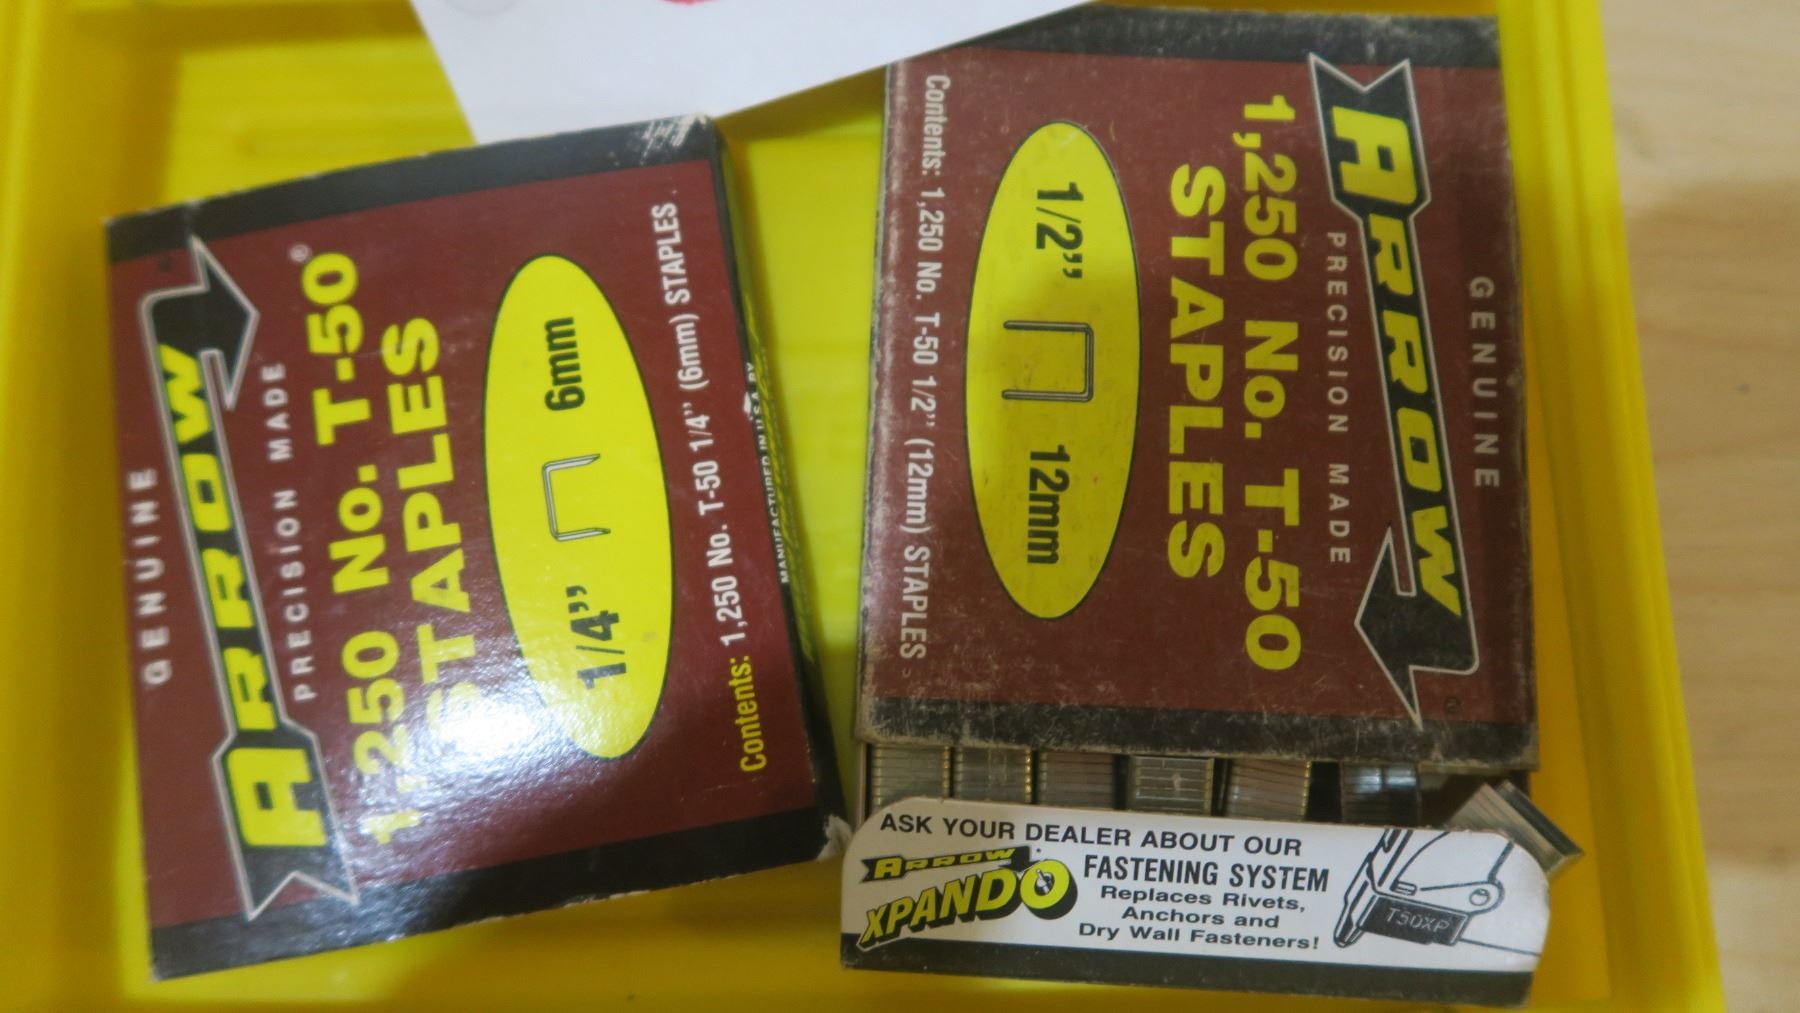 GENUINE
ARROW
PRECISION MADE
1,250 No. T-50®
STAPLES
1/4” 6mm
Contents: 1,250 No. T-50 1/4” (6mm) STAPLES
MANUFACTURED IN U.S.A. BY
GENUINE
ARROW
PRECISION MADE
1,250 No. T-50
STAPLES
1/2” 12mm
Contents: 1,250 No. T-50 1/2” (12mm) STAPLES
ASK YOUR DEALER ABOUT OUR
ARROW
XPANDO
FASTENING SYSTEM
Replaces Rivets,
Anchors and
Dry Wall Fasteners!
T50XP